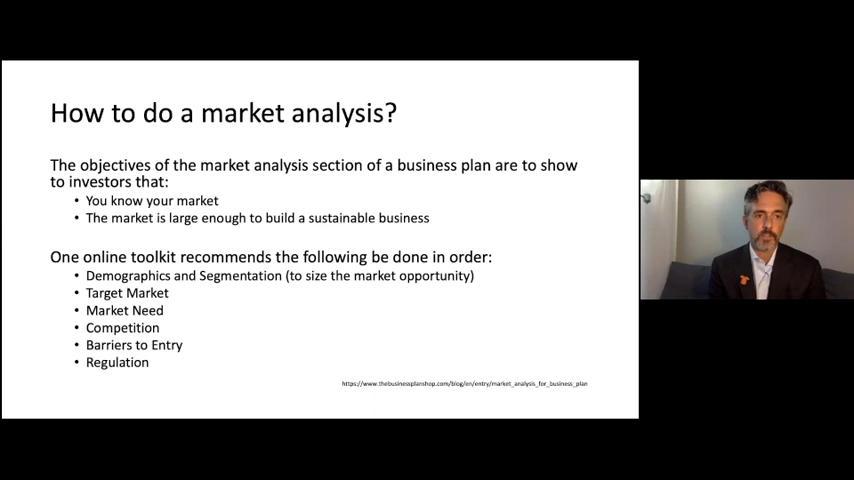 How to do a market analysis?
The objectives of the market analysis section of a business plan are to show
to investors that:
• You know your market
• The market is large enough to build a sustainable business
One online toolkit recommends the following be done in order:
• Demographics and Segmentation (to size the market opportunity)
• Target Market
• Market Need
• Competition
• Barriers to Entry
• Regulation
https://www.thebusinessplanshop.com/blog/en/entry/market_analysis_for_business_plan